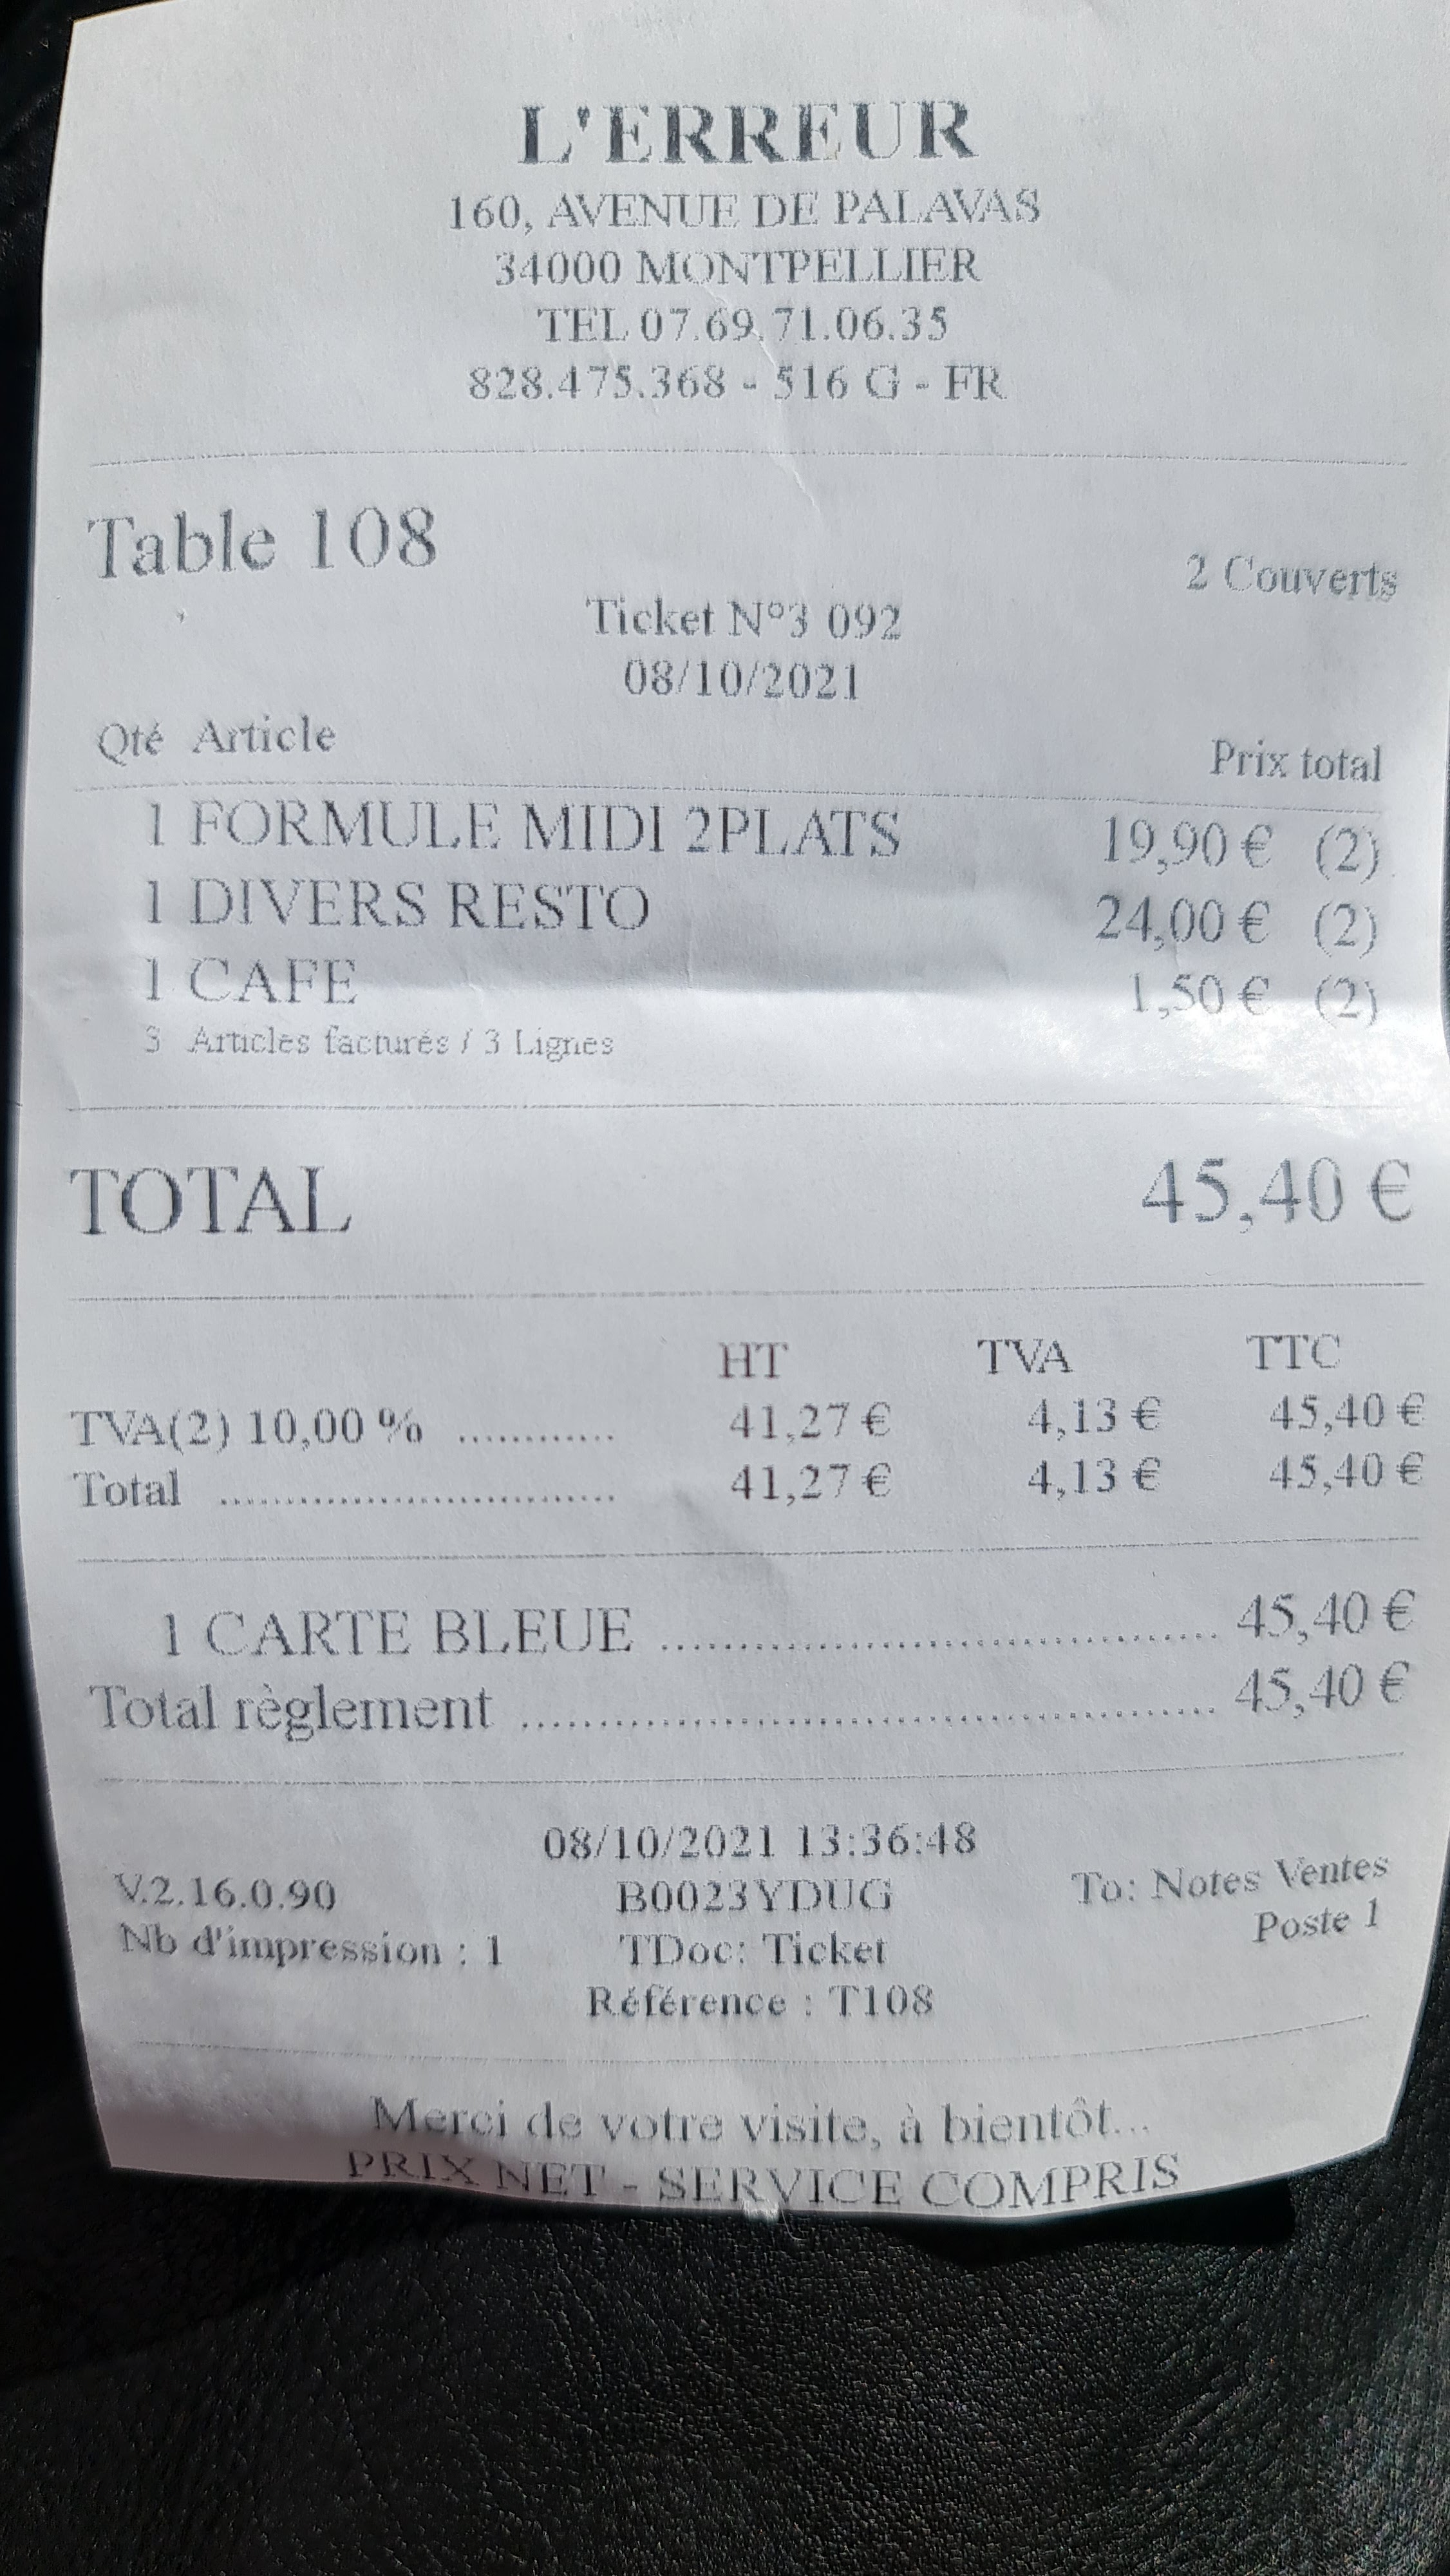 L'ERREUR
160, AVENUE DE PALAVAS
34000 MONTPELLIER
TEL 07.69.71.06.35
828.475.368 - 516 G - FR
Table 108
2 Couverts
Ticket N°3 092
08/10/2021
Qté Article Prix total
1 FORMULE MIDI 2PLATS 19,90 € (2)
1 DIVERS RESTO 24,00 € (2)
1 CAFE 1,50 € (2)
3 Articles facturés / 3 Lignes
TOTAL 45,40 €
HT TVA TTC
TVA(2) 10,00 % ............ 41,27 € 4,13 € 45,40 €
Total ............................ 41,27 € 4,13 € 45,40 €
1 CARTE BLEUE ........................................ 45,40 €
Total règlement .................................................. 45,40 €
08/10/2021 13:36:48
V.2.16.0.90 B0023YDUG To: Notes Ventes
Nb d'impression : 1 TDoc: Ticket Poste 1
Référence : T108
Merci de votre visite, à bientôt...
PRIX NET - SERVICE COMPRIS